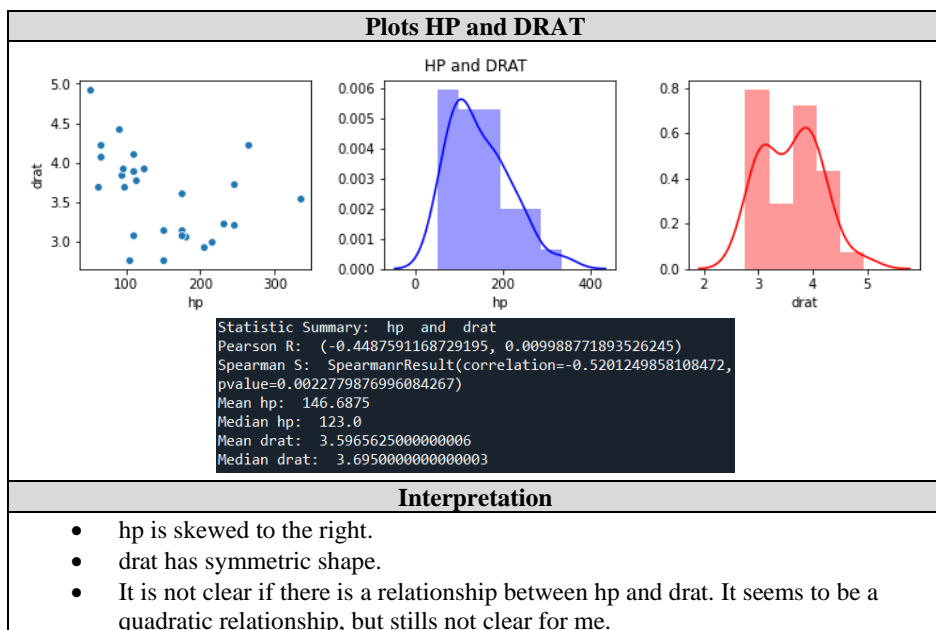 Plots HP and DRAT
HP and DRAT
5.0
4.5
4.0
3.5
3.0
drat
100
200
300
hp
0.006
0.005
0.004
0.003
0.002
0.001
0.000
0
200
400
hp
0.8
0.6
0.4
0.2
0.0
2
3
4
5
drat
Statistic Summary: hp and drat
Pearson R: (-0.4487591168729195, 0.009988771893526245)
Spearman S: SpearmanrResult(correlation=-0.5201249858108472,
pvalue=0.0022779876996084267)
Mean hp: 146.6875
Median hp: 123.0
Mean drat: 3.5965625000000006
Median drat: 3.6950000000000003
Interpretation
• hp is skewed to the right.
• drat has symmetric shape.
• It is not clear if there is a relationship between hp and drat. It seems to be a
quadratic relationship, but stills not clear for me.